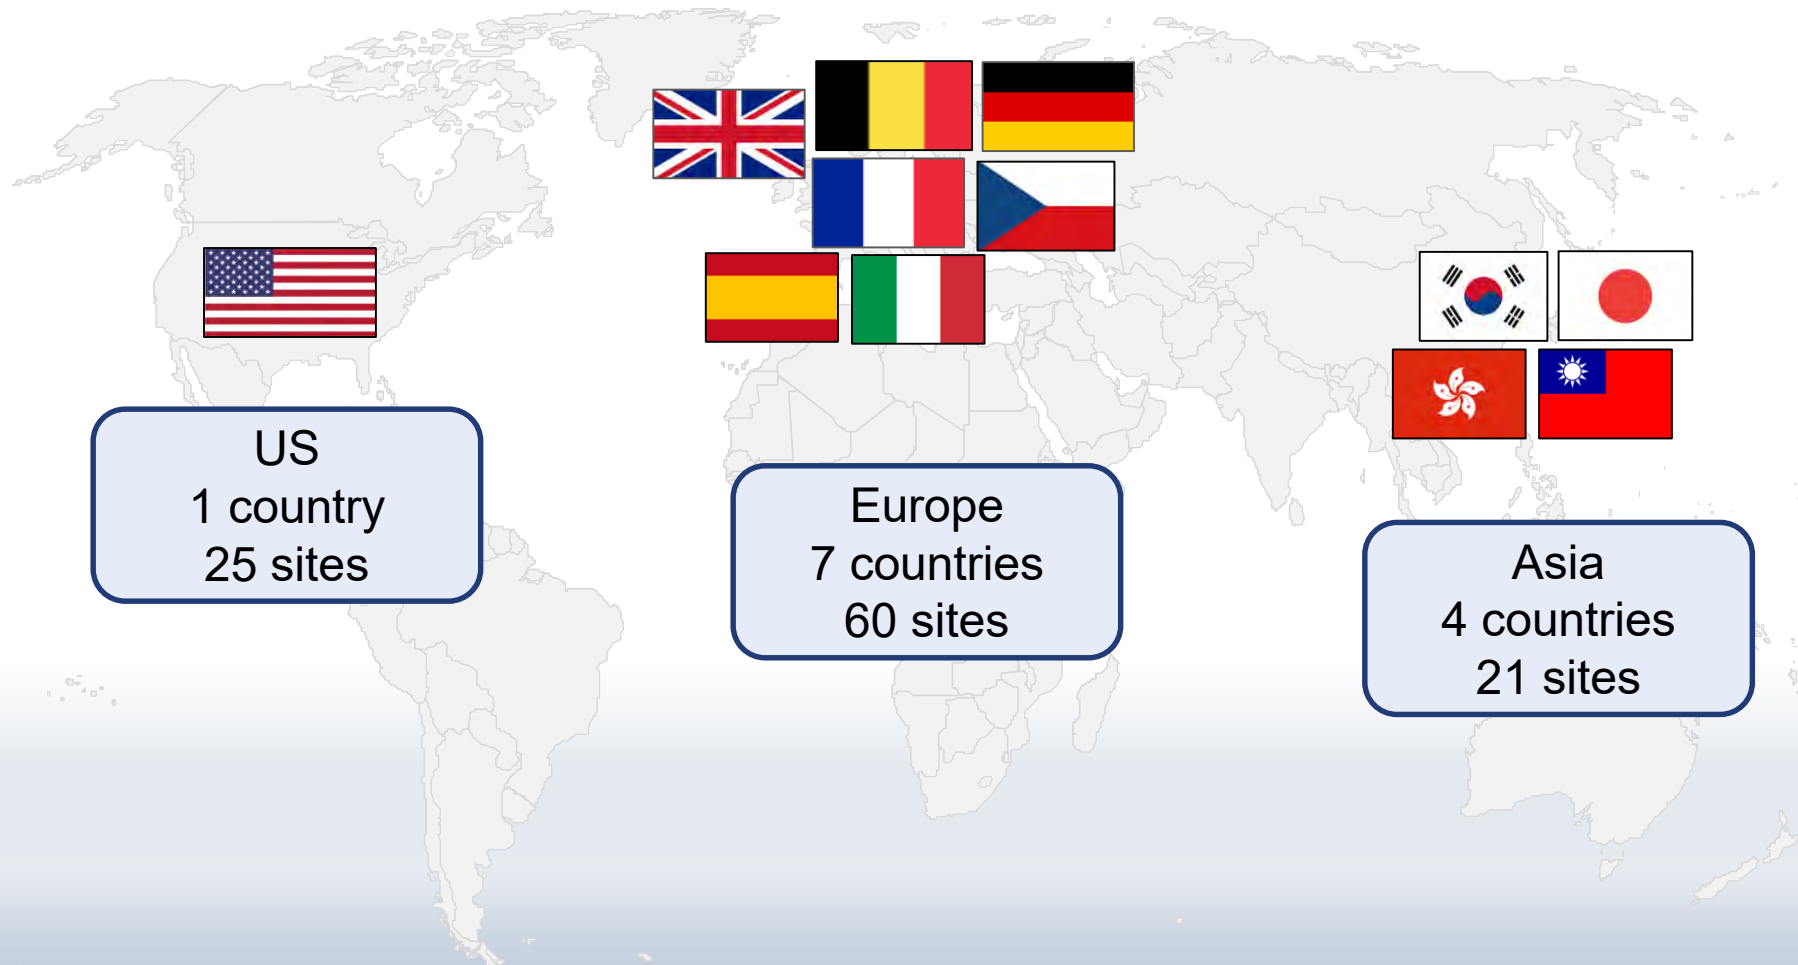 US
1 country
25 sites
Europe
7 countries
60 sites
Asia
4 countries
21 sites